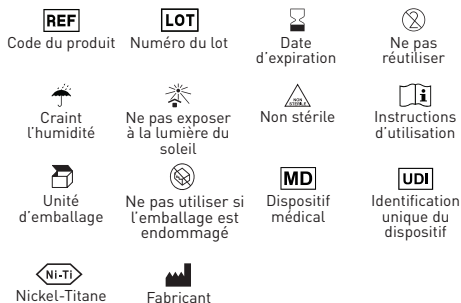 REF
LOT
Code du produit
Numéro du lot
Date
d'expiration
Ne pas
réutiliser
2
NON
STERILE
i
Craint
l'humidité
Ne pas exposer
à la lumière du
soleil
Non stérile
Instructions
d'utilisation
MD
UDI
Unité
d'emballage
Ne pas utiliser si
l'emballage est
endommagé
Dispositif
médical
Identification
unique du
dispositif
Ni-Ti
Nickel-Titane
Fabricant